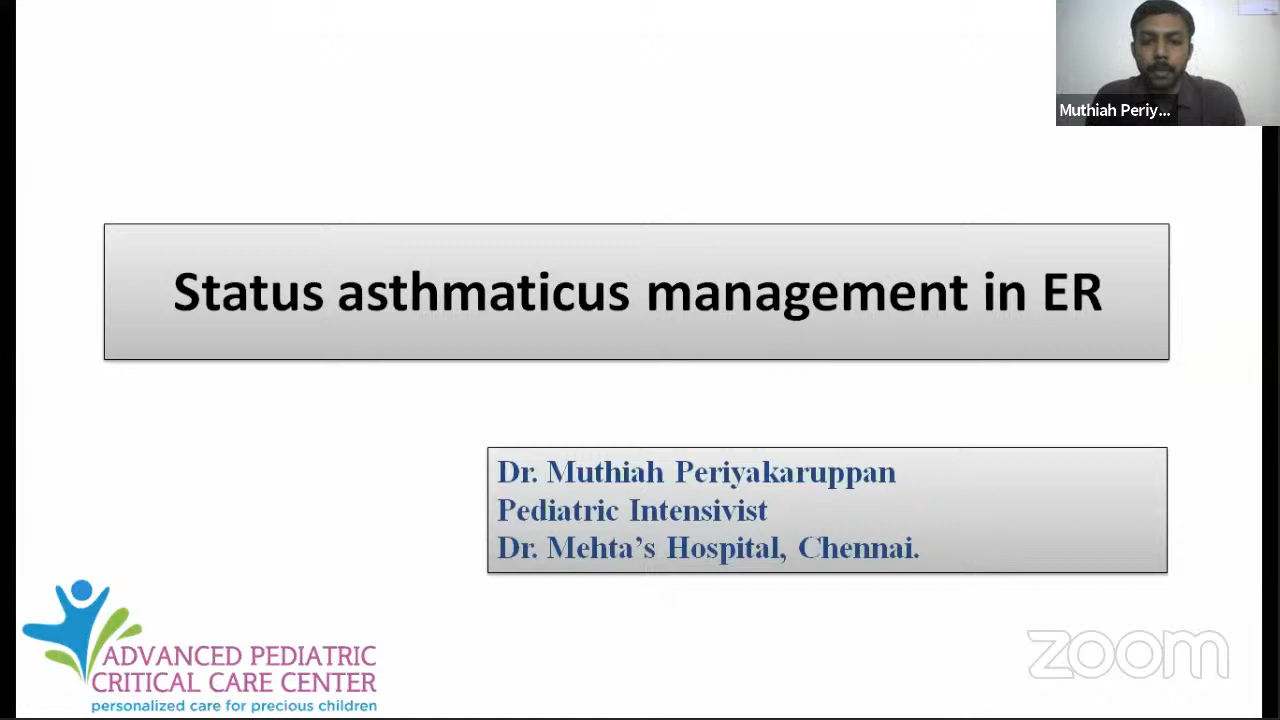 Muthiah Periy...
Status asthmaticus management in ER
Dr. Muthiah Periyakaruppan
Pediatric Intensivist
Dr. Mehta’s Hospital, Chennai.
ADVANCED PEDIATRIC
CRITICAL CARE CENTER
personalized care for precious children
zoom